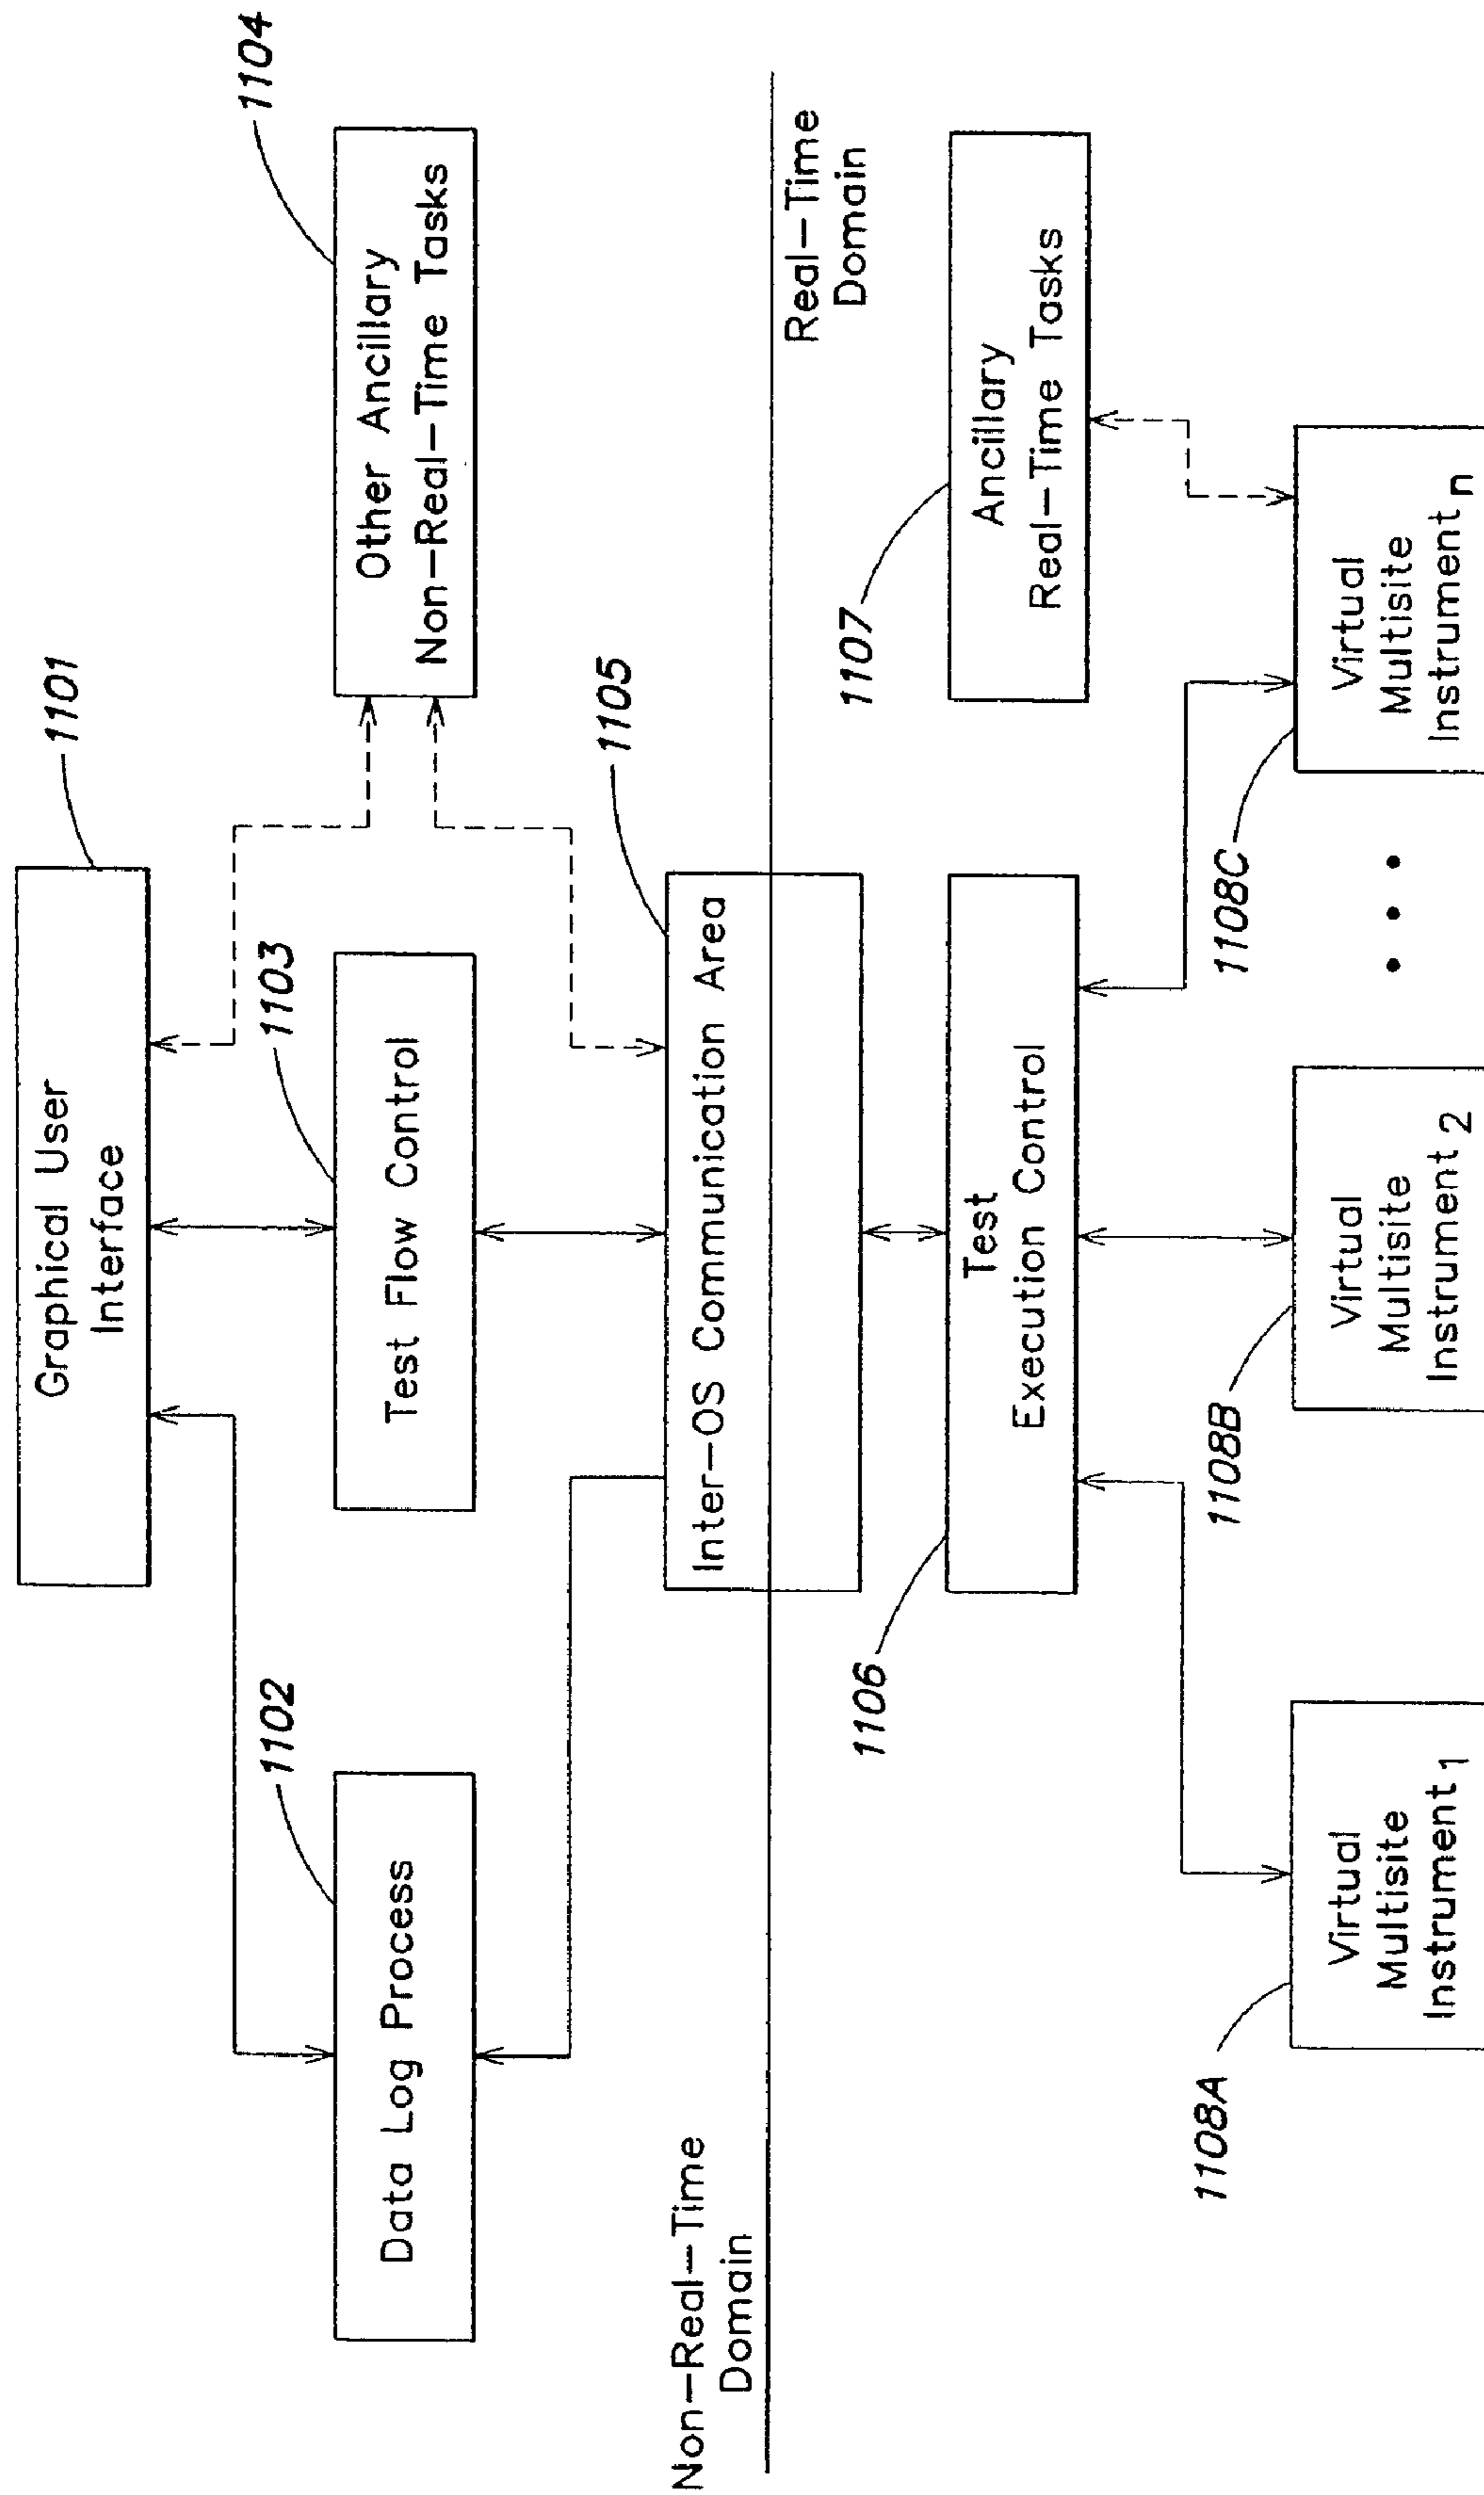 1101
Graphical User
Interface
1102
Data Log Process
1103
Test Flow Control
1104
Other Ancillary
Non-Real-Time Tasks
1105
Inter-OS Communication Area
Non-Real-Time
Domain
Real-Time
Domain
1106
Test
Execution Control
1107
Ancillary
Real-Time Tasks
1108A
Virtual
Multisite
Instrument 1
1108B
Virtual
Multisite
Instrument 2
• • •
1108C
Virtual
Multisite
Instrument n